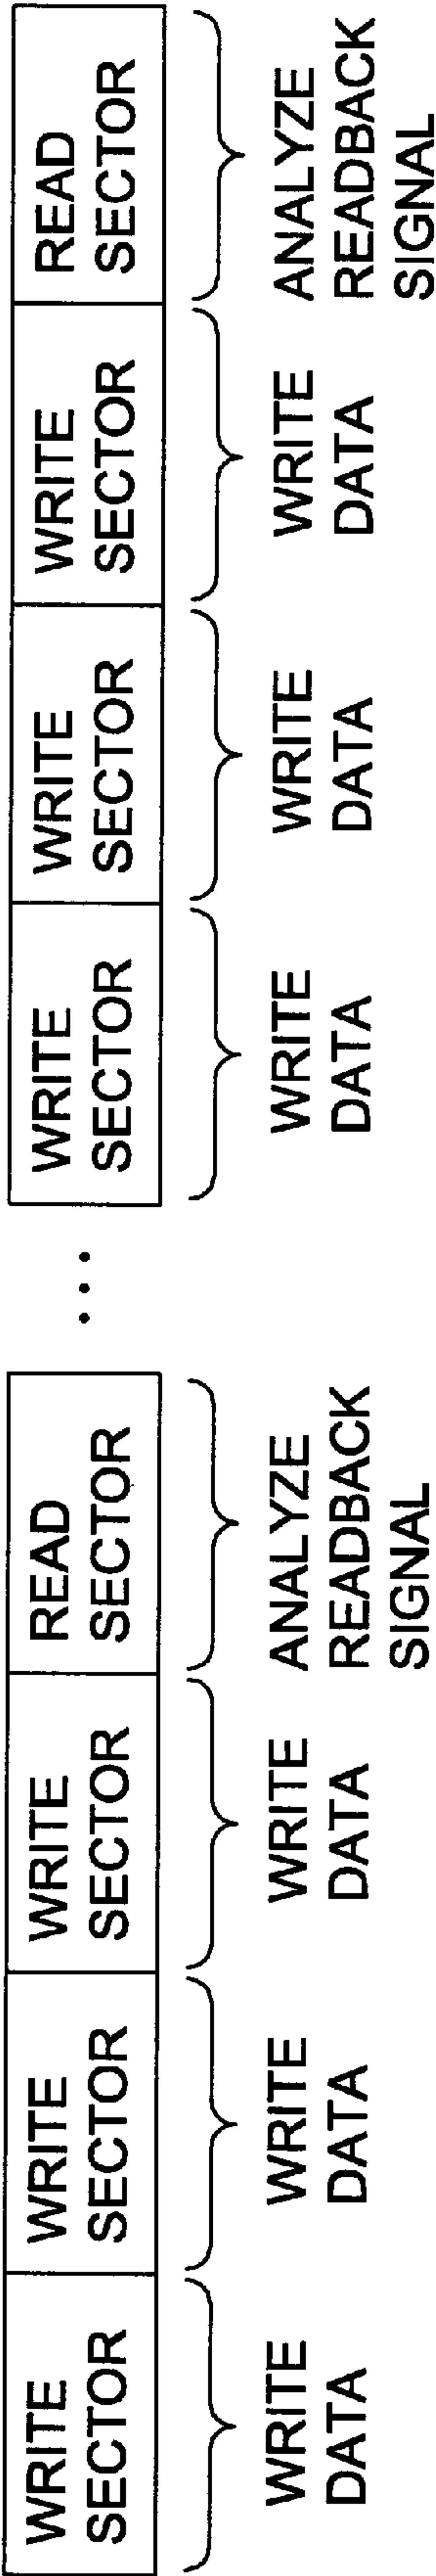 WRITE
SECTOR
WRITE
SECTOR
WRITE
SECTOR
READ
SECTOR
...
WRITE
SECTOR
WRITE
SECTOR
WRITE
SECTOR
READ
SECTOR
WRITE
DATA
WRITE
DATA
WRITE
DATA
ANALYZE
READBACK
SIGNAL
WRITE
DATA
WRITE
DATA
WRITE
DATA
ANALYZE
READBACK
SIGNAL